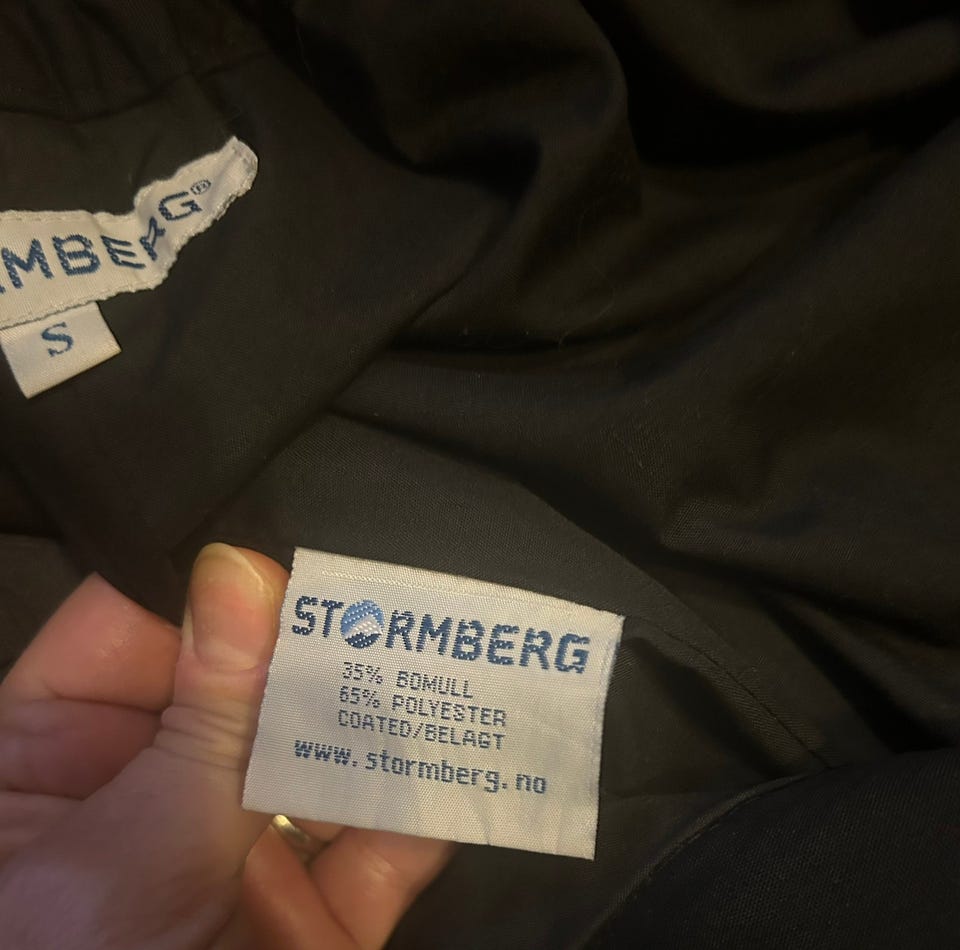 RMBERG®
S
STORMBERG
35% BOMULL
65% POLYESTER
COATED/BELAGT
www.stormberg.no